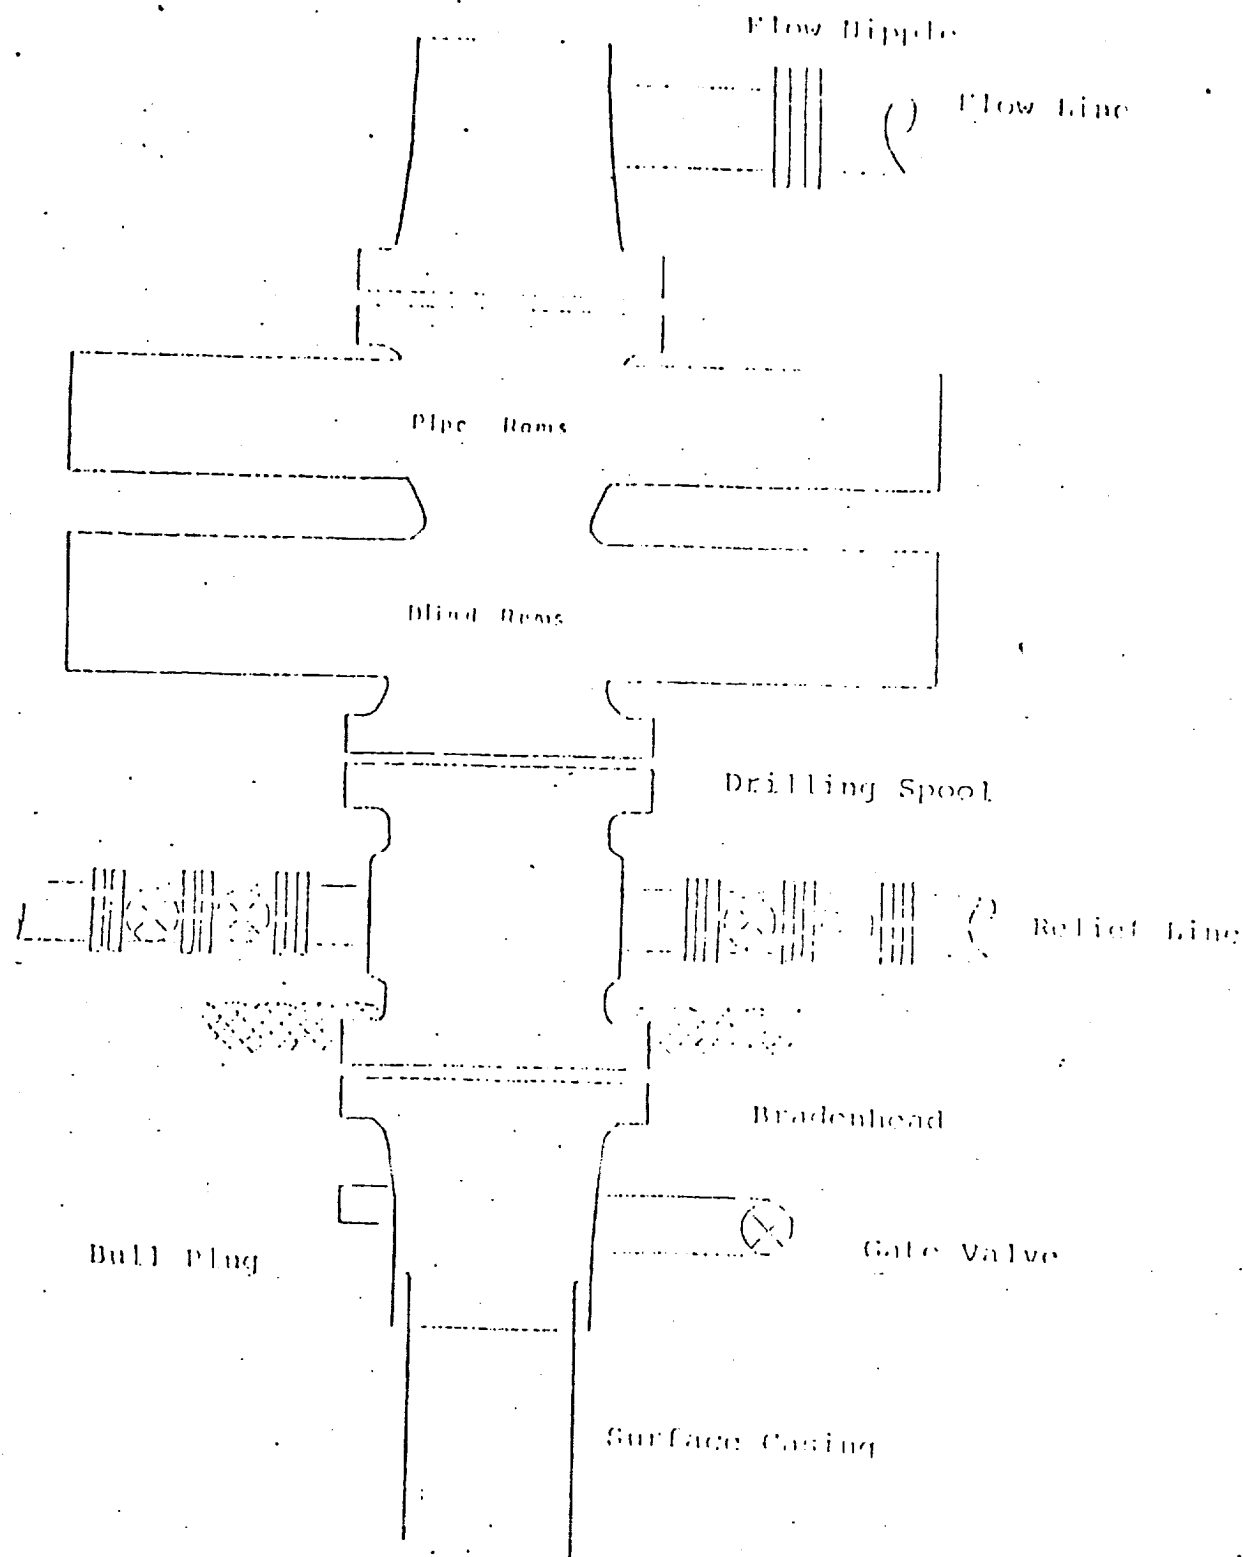 Flow Nipple
Flow Line
Pipe Rams
Blind Rams
Drilling Spool
Relief Line
Bradenhead
Bull Plug
Gate Valve
Surface Casing